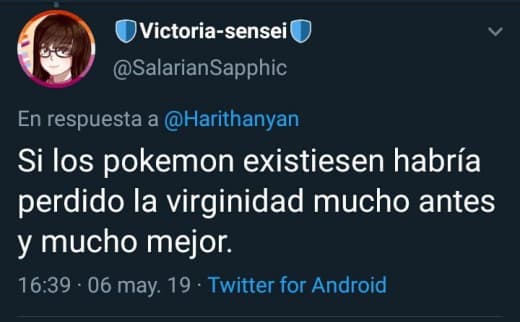 Victoria-sensei
@SalarianSapphic
En respuesta a @Harithanyan
Si los pokemon existiesen habría
perdido la virginidad mucho antes
y mucho mejor.
16:39 · 06 may. 19 · Twitter for Android